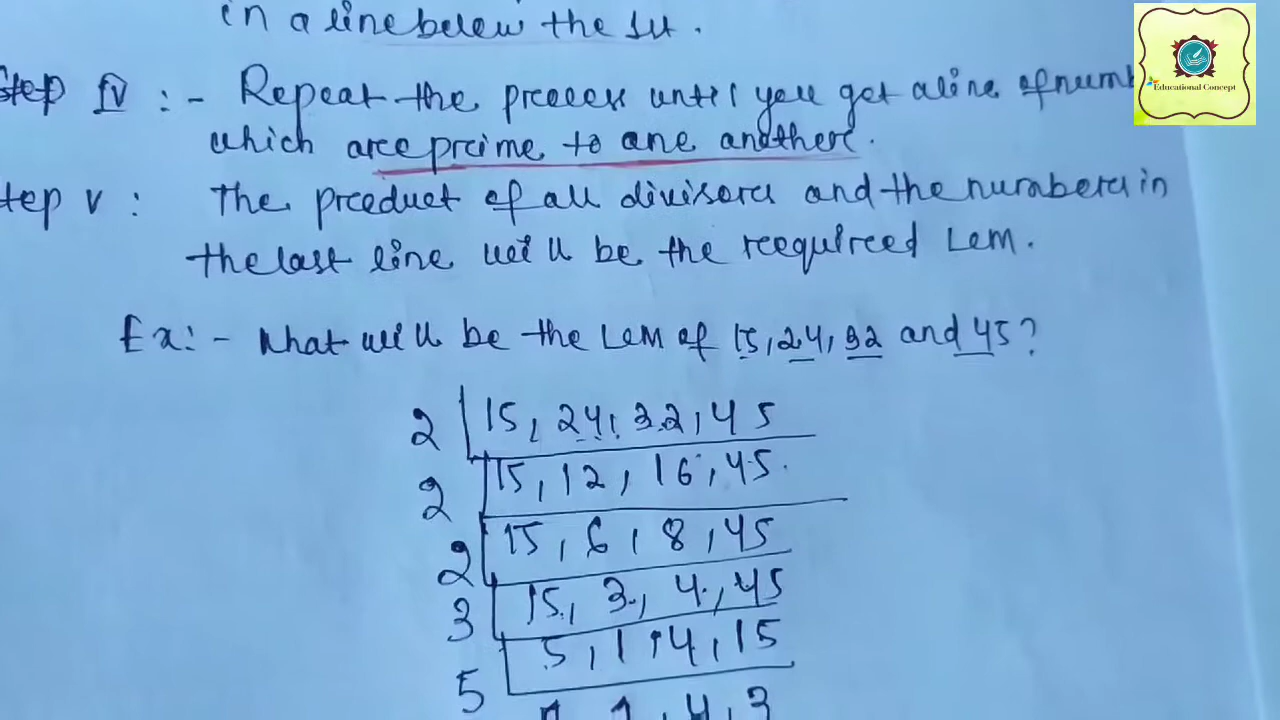 in a line below the 1st.
Step IV :- Repeat the process until you get a line of numb
which are prime to one another.
Step V : The product of all divisors and the numbers in
the last line will be the required Lcm.
Ex:- What will be the Lcm of 15, 24, 32 and 45?
2 | 15, 24, 32, 45
2 | 15, 12, 16, 45
2 | 15, 6, 8, 45
3 | 15, 3, 4, 45
5 | 5, 1, 4, 15
1, 1, 4, 3
Educational Concept